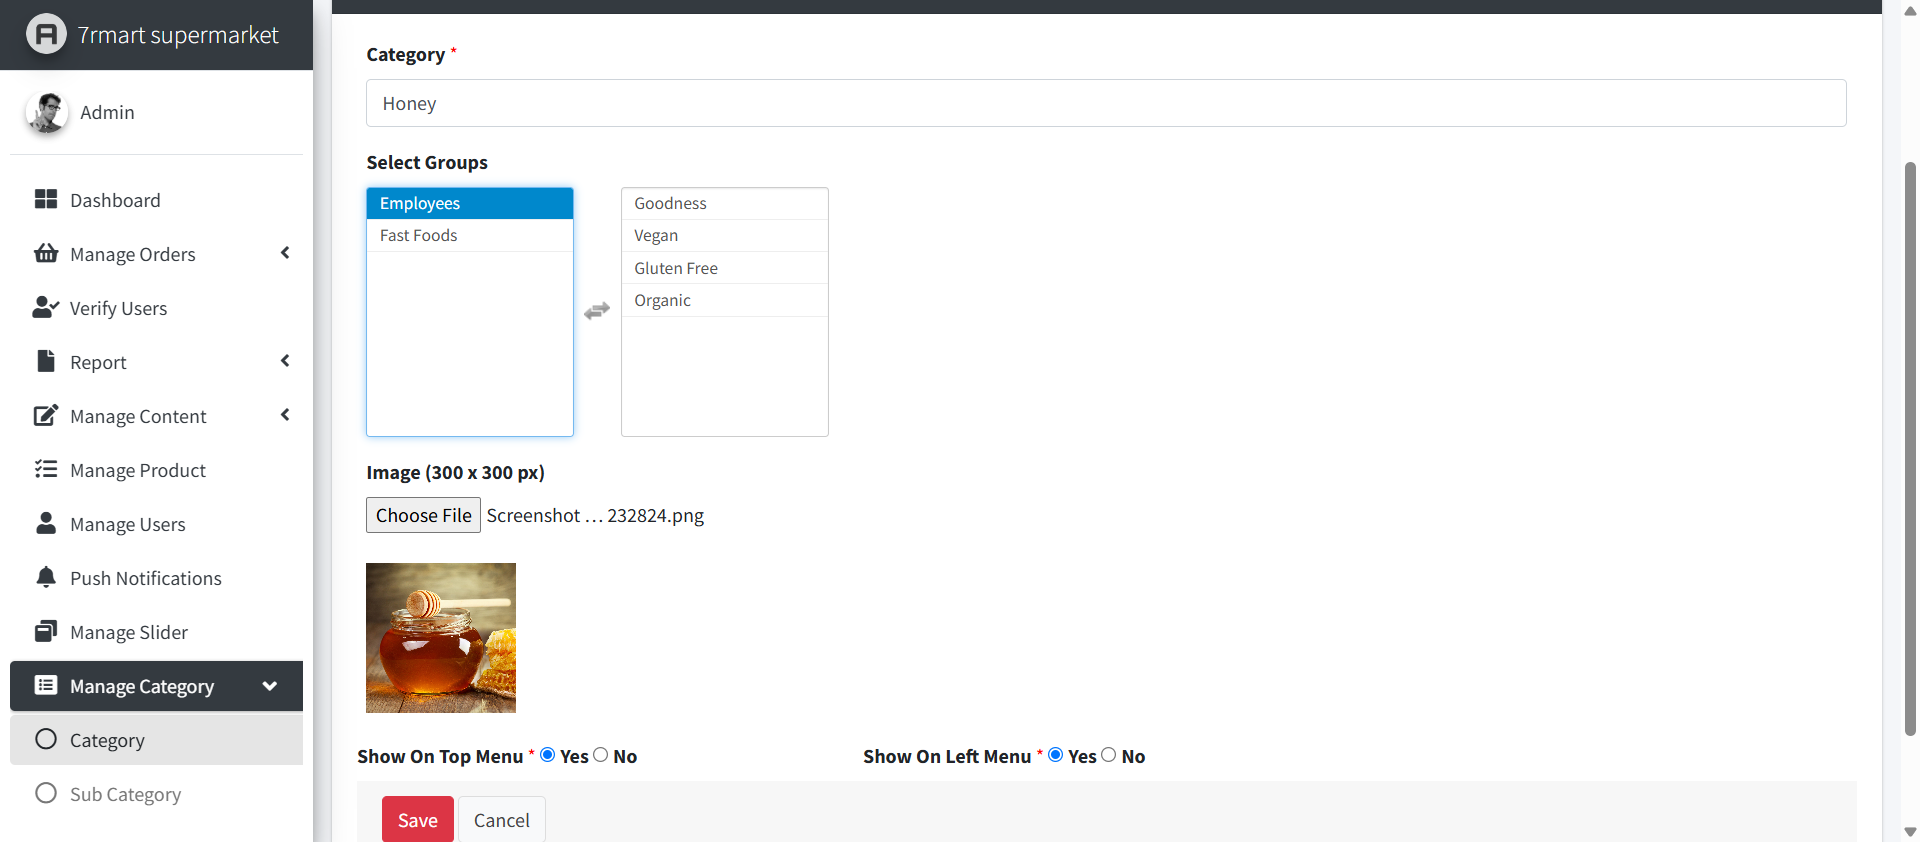 7rmart supermarket
Admin
Dashboard
Manage Orders
Verify Users
Report
Manage Content
Manage Product
Manage Users
Push Notifications
Manage Slider
Manage Category
Category
Sub Category
Category *
Honey
Select Groups
Employees
Fast Foods
Goodness
Vegan
Gluten Free
Organic
Image (300 x 300 px)
Choose File Screenshot ... 232824.png
Show On Top Menu * Yes No
Show On Left Menu * Yes No
Save Cancel